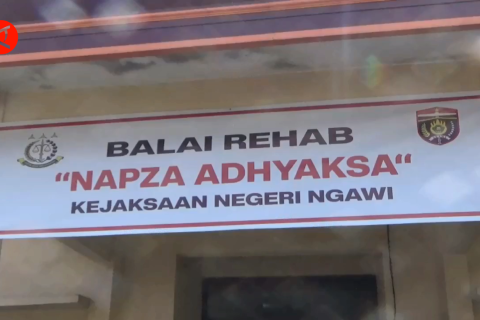 BALAI REHAB
“NAPZA ADHYAKSA“
KEJAKSAAN NEGERI NGAWI